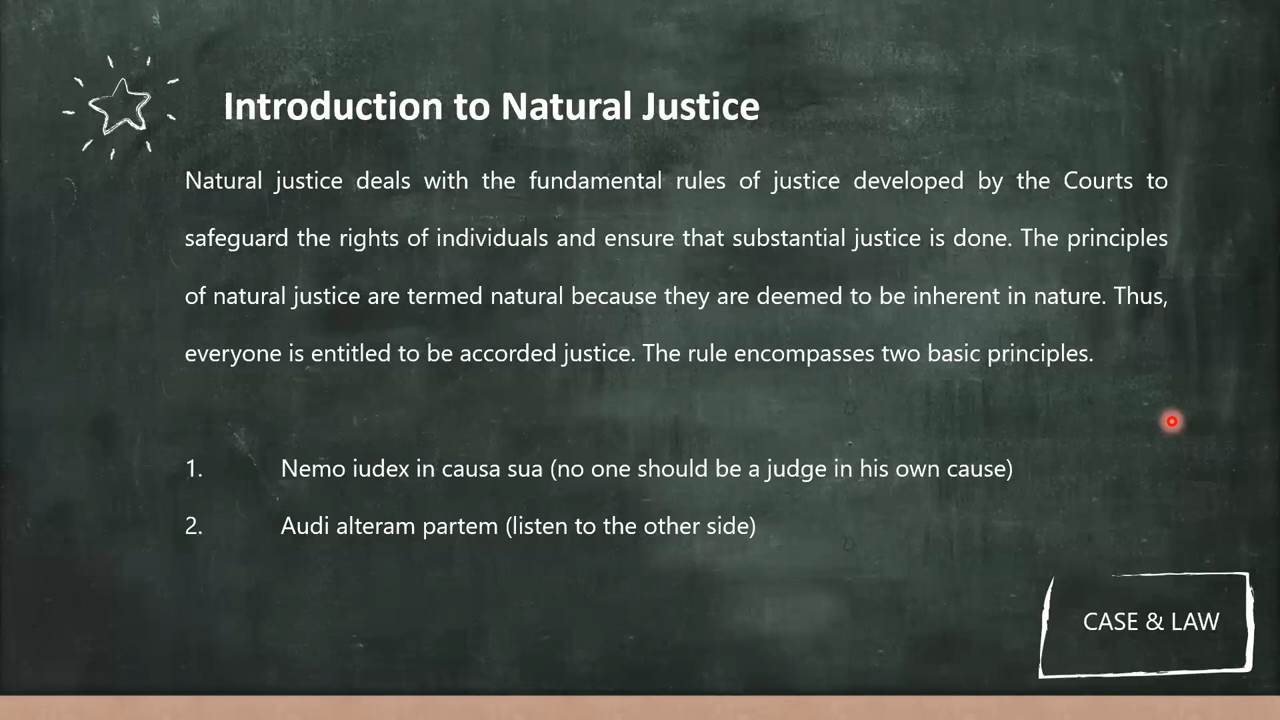 Introduction to Natural Justice
Natural justice deals with the fundamental rules of justice developed by the Courts to
safeguard the rights of individuals and ensure that substantial justice is done. The principles
of natural justice are termed natural because they are deemed to be inherent in nature. Thus,
everyone is entitled to be accorded justice. The rule encompasses two basic principles.
1. Nemo iudex in causa sua (no one should be a judge in his own cause)
2. Audi alteram partem (listen to the other side)
CASE & LAW